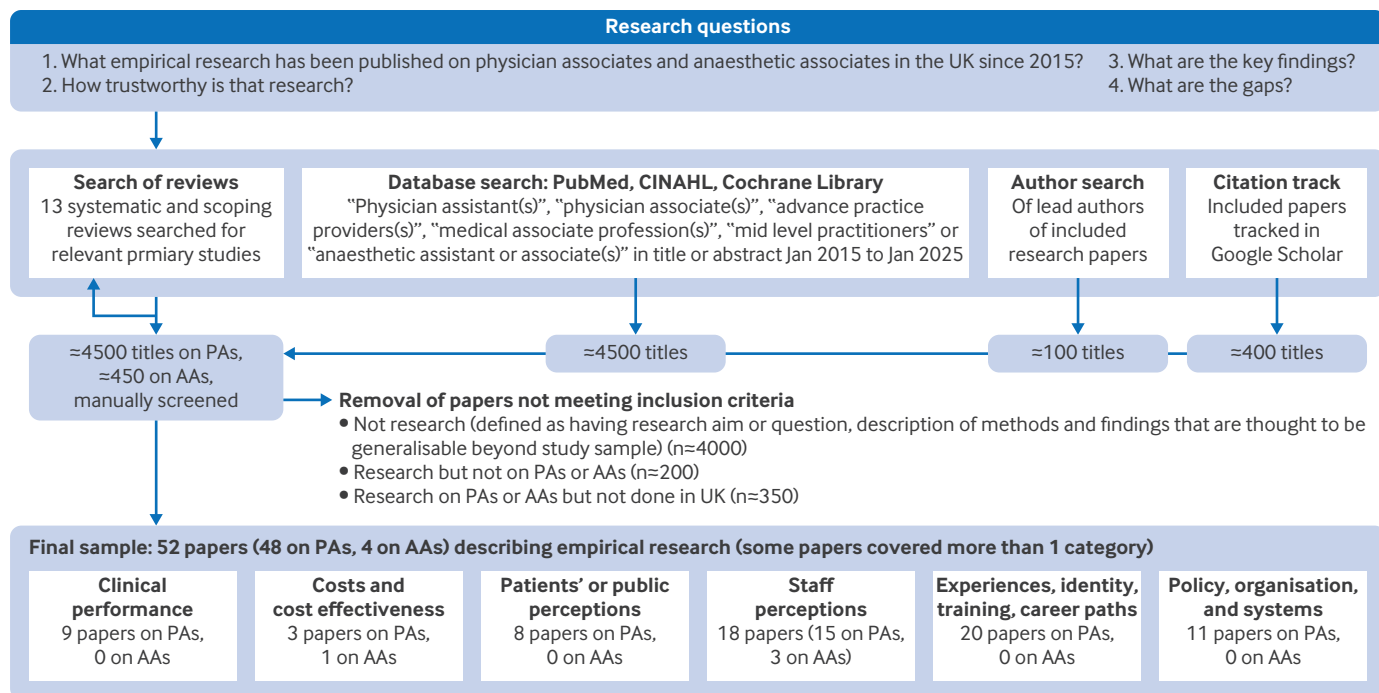 Research questions
1. What empirical research has been published on physician associates and anaesthetic associates in the UK since 2015?
2. How trustworthy is that research?
3. What are the key findings?
4. What are the gaps?
Search of reviews
13 systematic and scoping
reviews searched for
relevant prmiary studies
Database search: PubMed, CINAHL, Cochrane Library
"Physician assistant(s)", "physician associate(s)", "advance practice
providers(s)", "medical associate profession(s)", "mid level practitioners" or
"anaesthetic assistant or associate(s)" in title or abstract Jan 2015 to Jan 2025
Author search
Of lead authors
of included
research papers
Citation track
Included papers
tracked in
Google Scholar
≈4500 titles on PAs,
≈450 on AAs,
manually screened
≈4500 titles
≈100 titles
≈400 titles
Removal of papers not meeting inclusion criteria
• Not research (defined as having research aim or question, description of methods and findings that are thought to be
generalisable beyond study sample) (n≈4000)
• Research but not on PAs or AAs (n≈200)
• Research on PAs or AAs but not done in UK (n≈350)
Final sample: 52 papers (48 on PAs, 4 on AAs) describing empirical research (some papers covered more than 1 category)
Clinical
performance
9 papers on PAs,
0 on AAs
Costs and
cost effectiveness
3 papers on PAs,
1 on AAs
Patients' or public
perceptions
8 papers on PAs,
0 on AAs
Staff
perceptions
18 papers (15 on PAs,
3 on AAs)
Experiences, identity,
training, career paths
20 papers on PAs,
0 on AAs
Policy, organisation,
and systems
11 papers on PAs,
0 on AAs